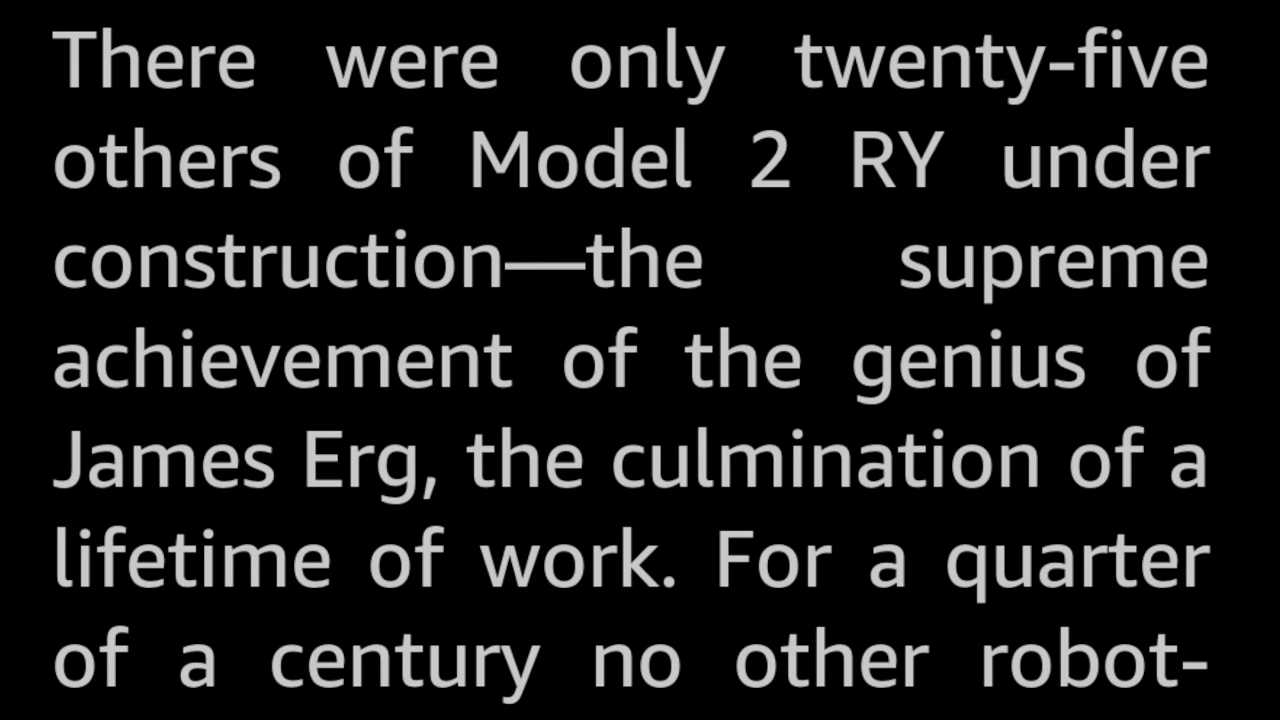 There were only twenty-five
others of Model 2 RY under
construction—the supreme
achievement of the genius of
James Erg, the culmination of a
lifetime of work. For a quarter
of a century no other robot-